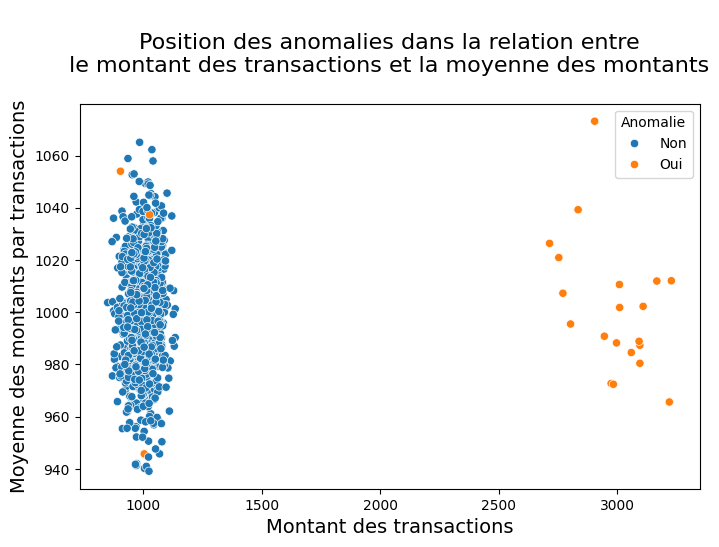 Position des anomalies dans la relation entre
le montant des transactions et la moyenne des montants
Moyenne des montants par transactions
1060
1040
1020
1000
980
960
940
Anomalie
Non
Oui
1000
1500
2000
2500
3000
Montant des transactions